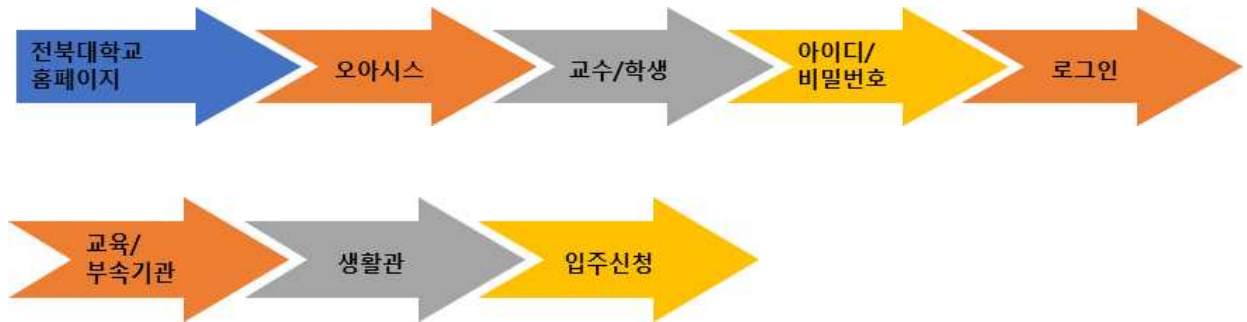 전북대학교
홈페이지
오아시스
교수/학생
아이디/
비밀번호
로그인
교육/
부속기관
생활관
입주신청